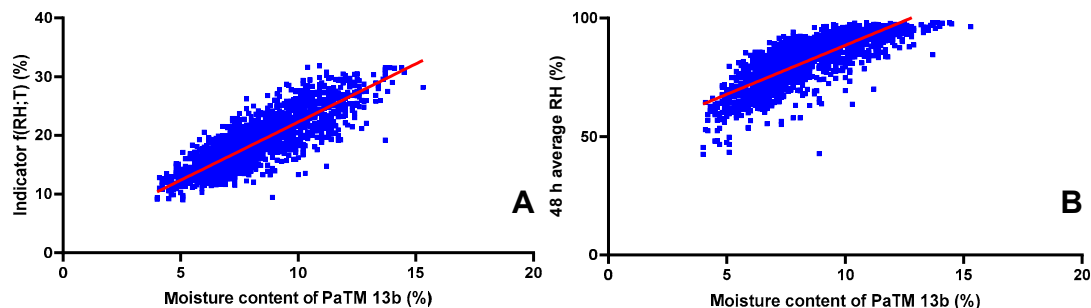 Indicator f(RH;T) (%)
40
30
20
10
0
0 5 10 15 20
Moisture content of PaTM 13b (%)
A
48 h average RH (%)
100
50
0
0 5 10 15 20
Moisture content of PaTM 13b (%)
B